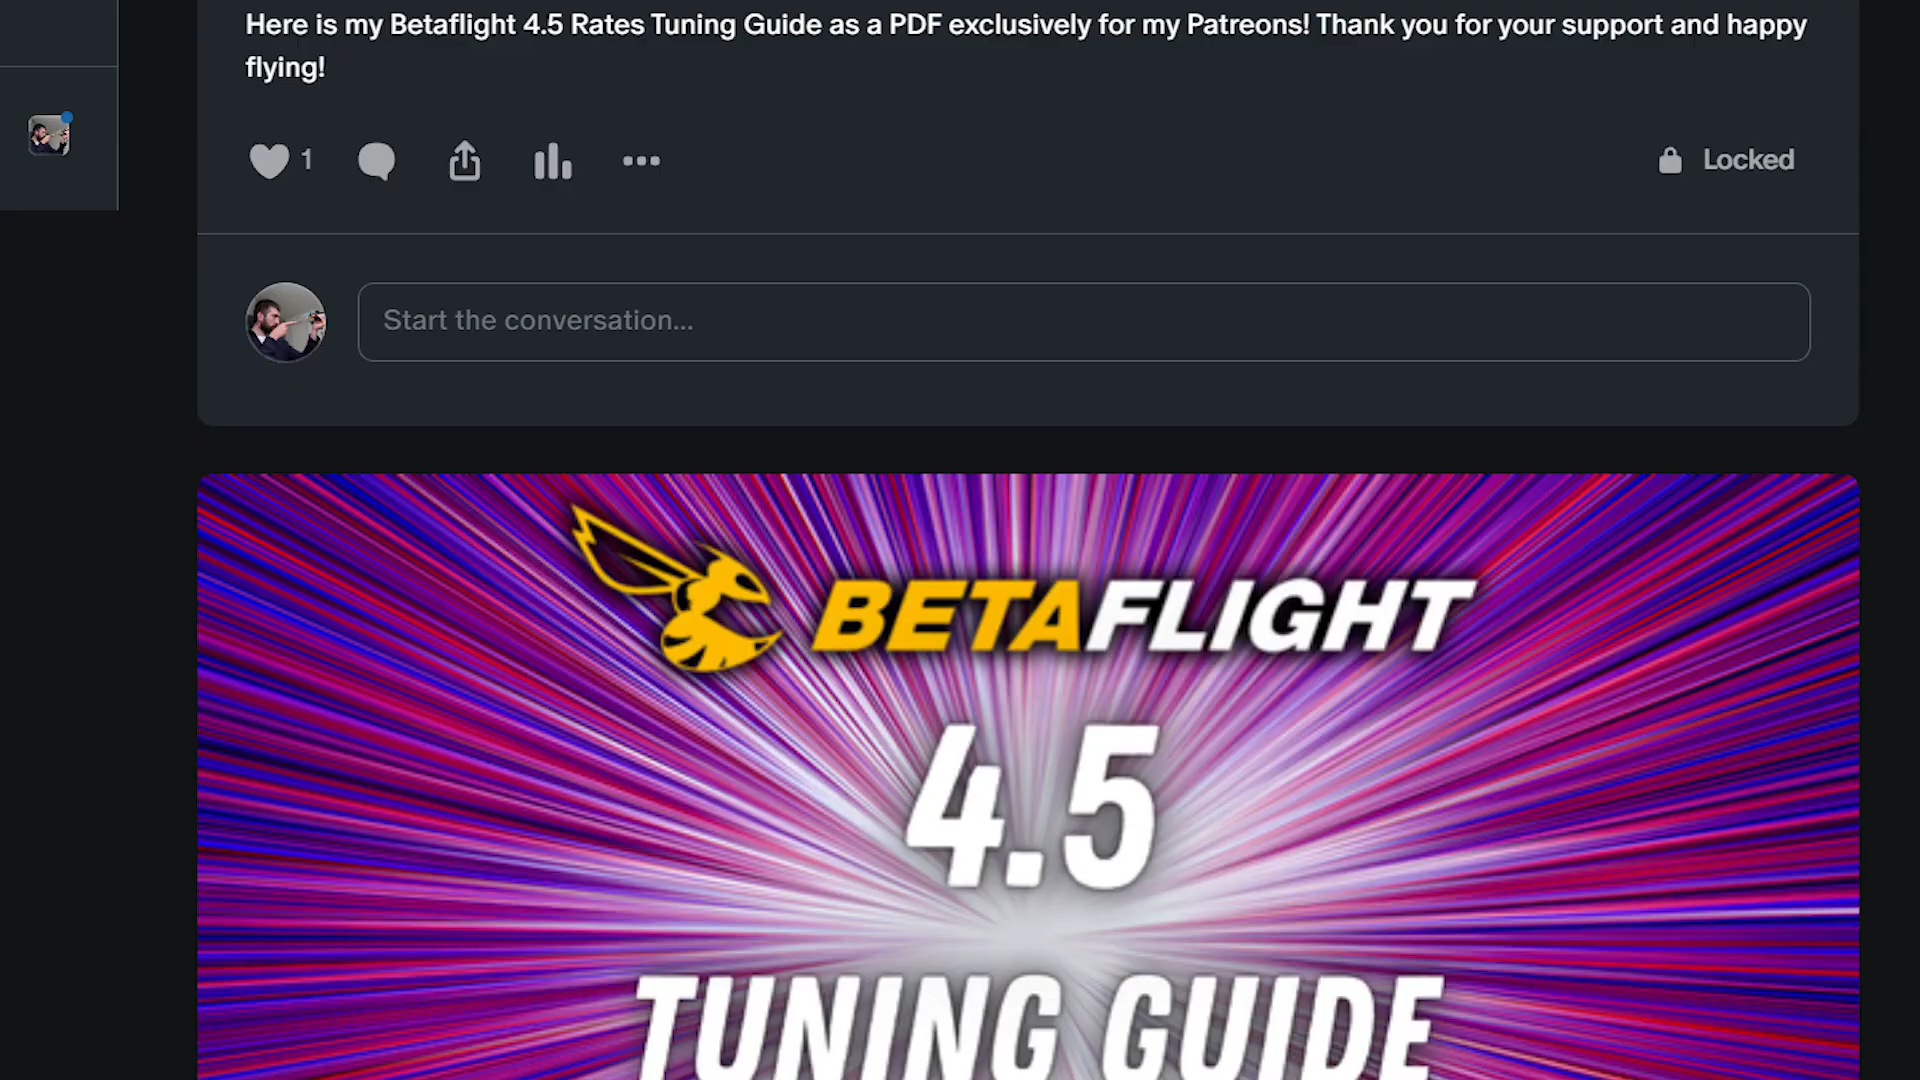 Here is my Betaflight 4.5 Rates Tuning Guide as a PDF exclusively for my Patreons! Thank you for your support and happy
flying!
1
Locked
Start the conversation...
BETAFLIGHT
4.5
TUNING GUIDE